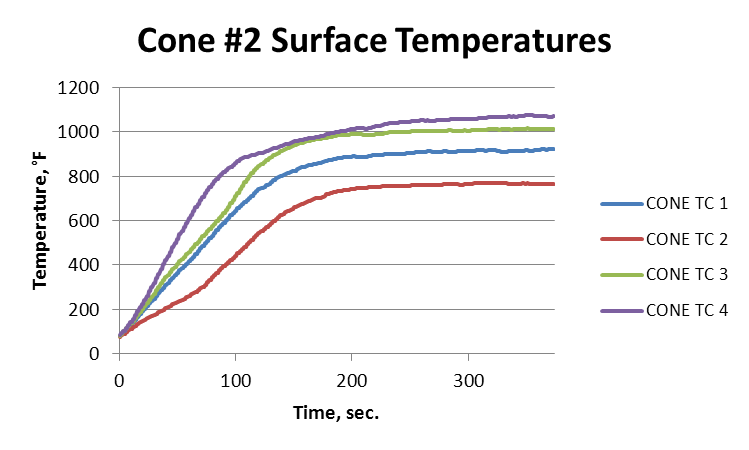 Cone #2 Surface Temperatures
1200
1000
800
600
400
200
0
Temperature, °F
0 100 200 300
Time, sec.
CONE TC 1
CONE TC 2
CONE TC 3
CONE TC 4